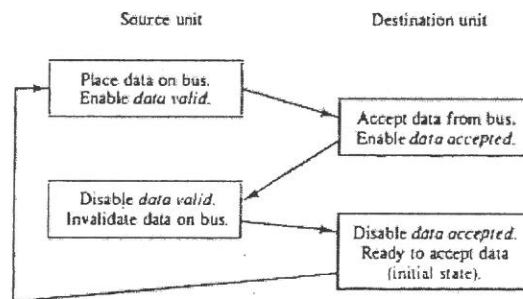 Source unit
Destination unit
Place data on bus.
Enable data valid.
Accept data from bus.
Enable data accepted.
Disable data valid.
Invalidate data on bus.
Disable data accepted.
Ready to accept data
(initial state).